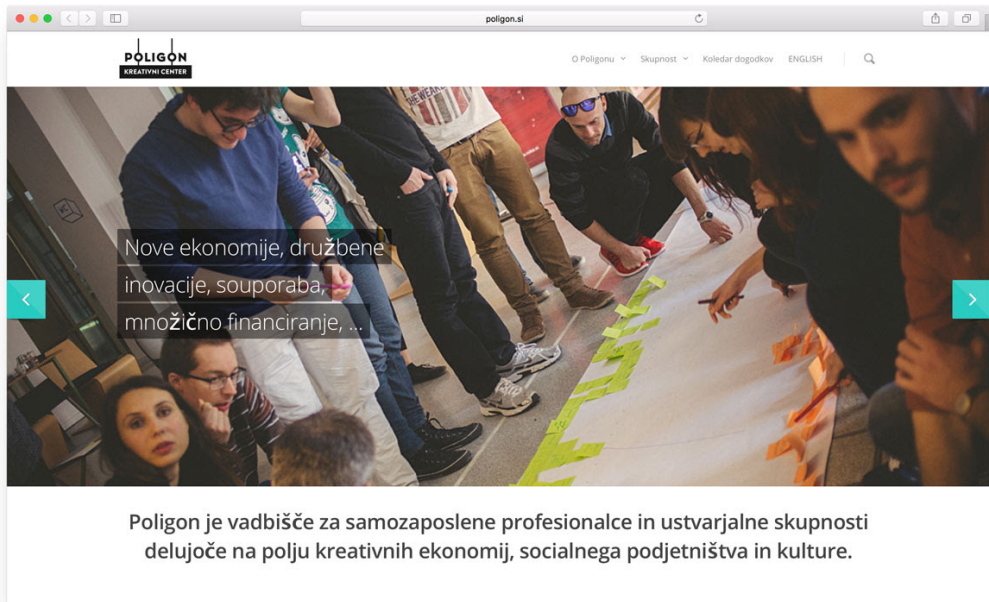 poligon.si
POLIGON
KREATIVNI CENTER
O Poligonu
Skupnost
Koledar dogodkov
ENGLISH
Nove ekonomije, družbene
inovacije, souporaba,
množično financiranje, ...
Poligon je vadbišče za samozaposlene profesionalce in ustvarjalne skupnosti
delujoče na polju kreativnih ekonomij, socialnega podjetništva in kulture.